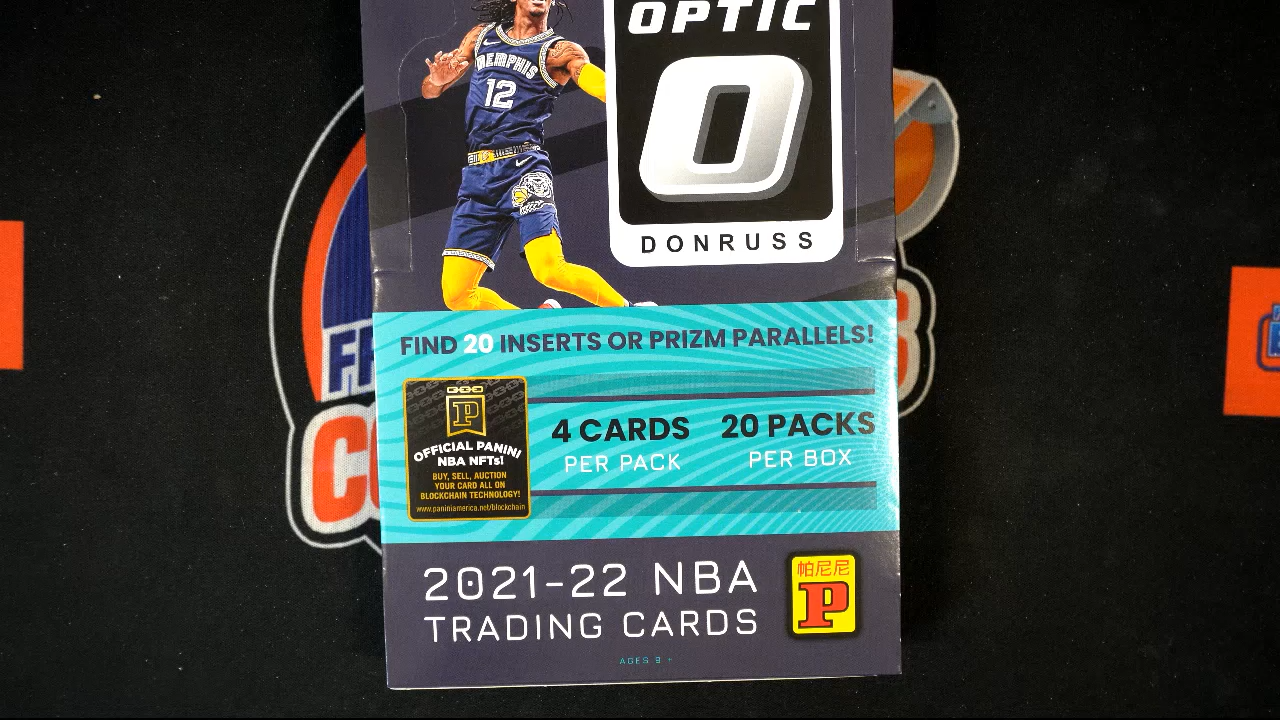 OPTIC
O
DONRUSS
MEMPHIS
12
FIND 20 INSERTS OR PRIZM PARALLELS!
P
OFFICIAL PANINI
NBA NFTs!
BUY, SELL, AUCTION
YOUR CARD ALL ON
BLOCKCHAIN TECHNOLOGY!
www.paniniamerica.net/blockchain
4 CARDS
PER PACK
20 PACKS
PER BOX
2021-22 NBA
TRADING CARDS
帕尼尼
P
AGES 9 +